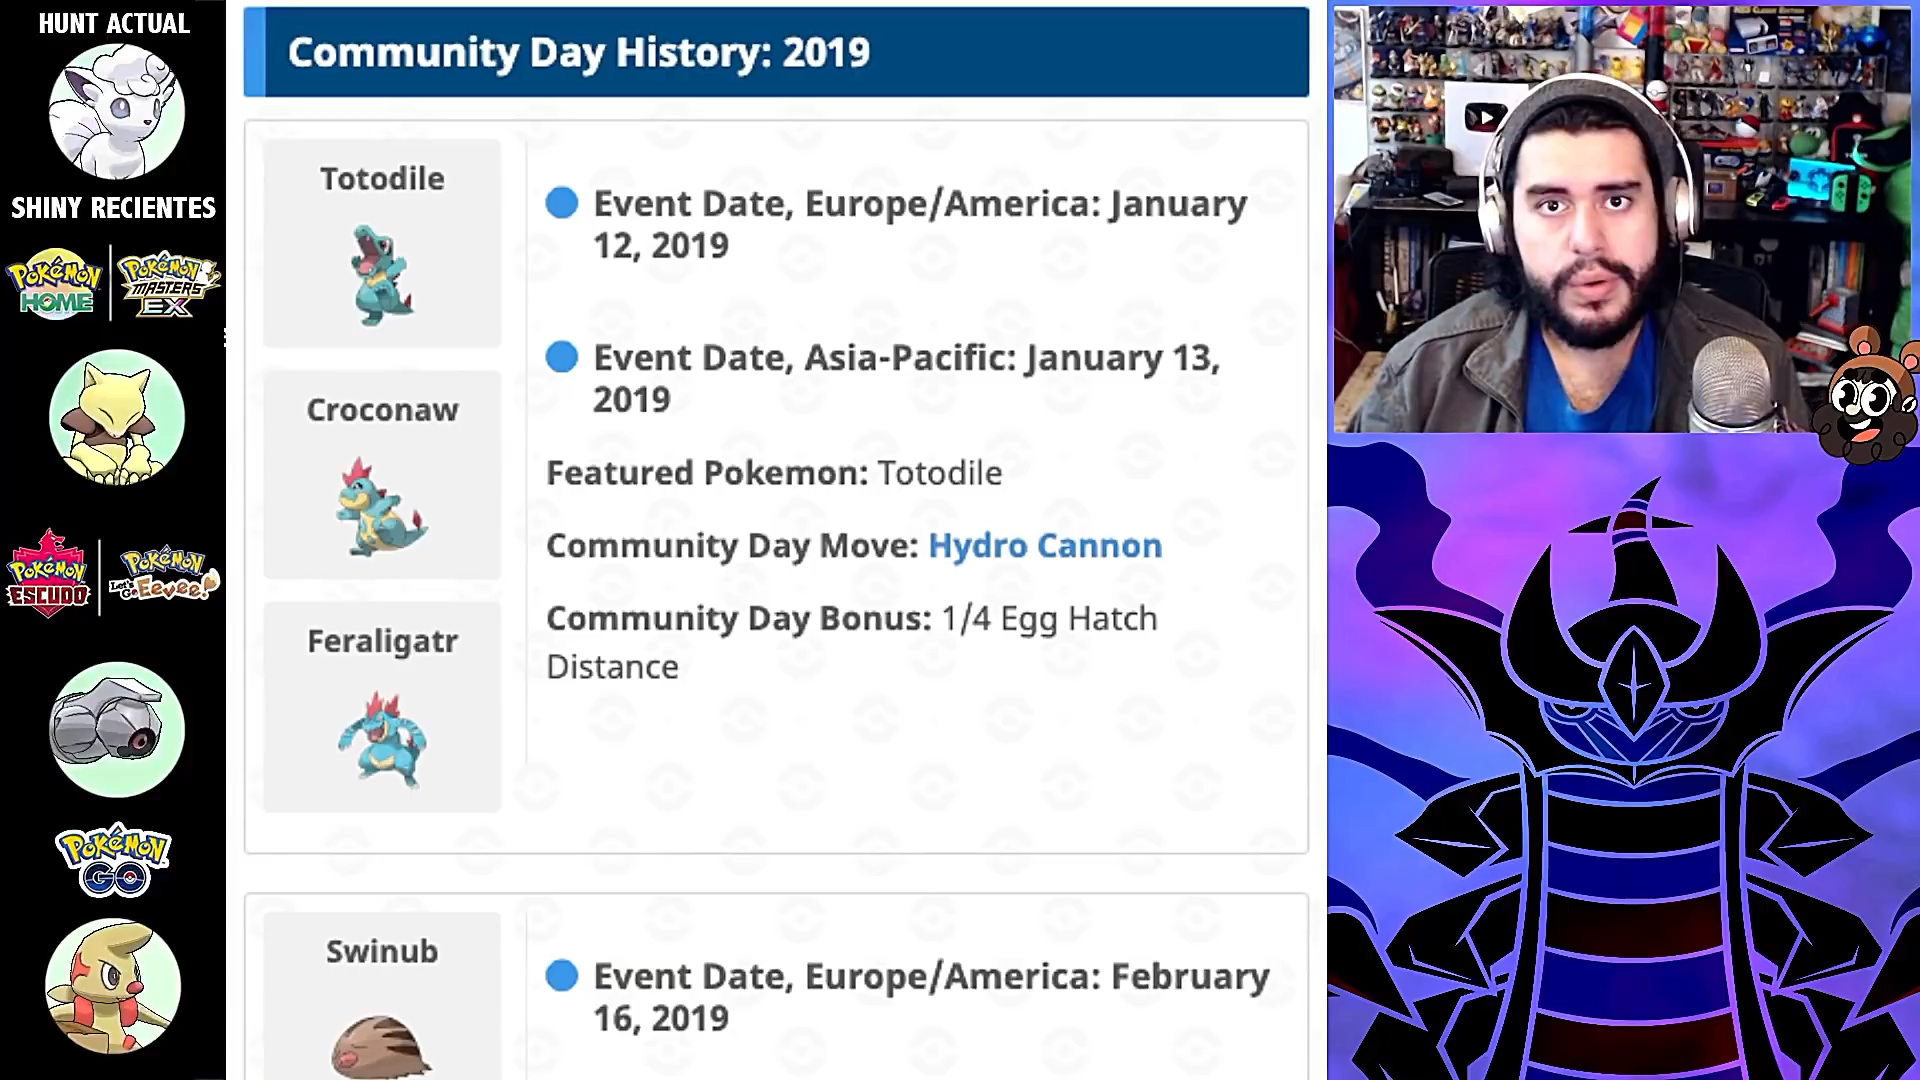 HUNT ACTUAL
SHINY RECIENTES
POKéMON
HOME
POKéMON
MASTERS
EX
POKéMON
ESCUDO
POKéMON
Let's Go Eevee!
POKéMON
GO
Community Day History: 2019
Totodile
Croconaw
Feraligatr
Event Date, Europe/America: January
12, 2019
Event Date, Asia-Pacific: January 13,
2019
Featured Pokemon: Totodile
Community Day Move: Hydro Cannon
Community Day Bonus: 1/4 Egg Hatch
Distance
Swinub
Event Date, Europe/America: February
16, 2019